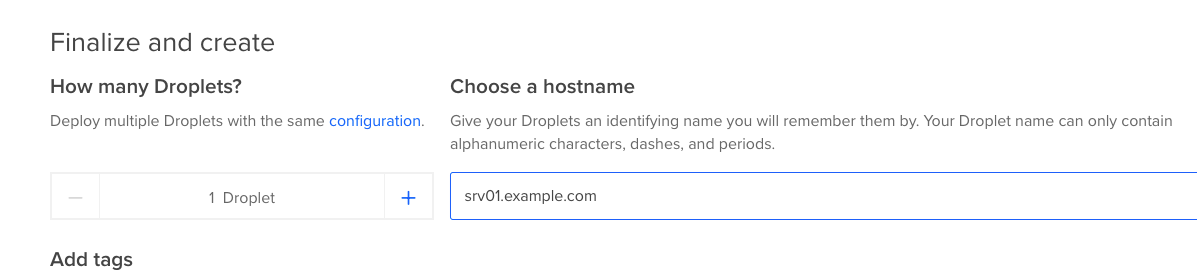 Finalize and create
How many Droplets?
Deploy multiple Droplets with the same configuration.
Choose a hostname
Give your Droplets an identifying name you will remember them by. Your Droplet name can only contain
alphanumeric characters, dashes, and periods.
− 1 Droplet +
srv01.example.com
Add tags